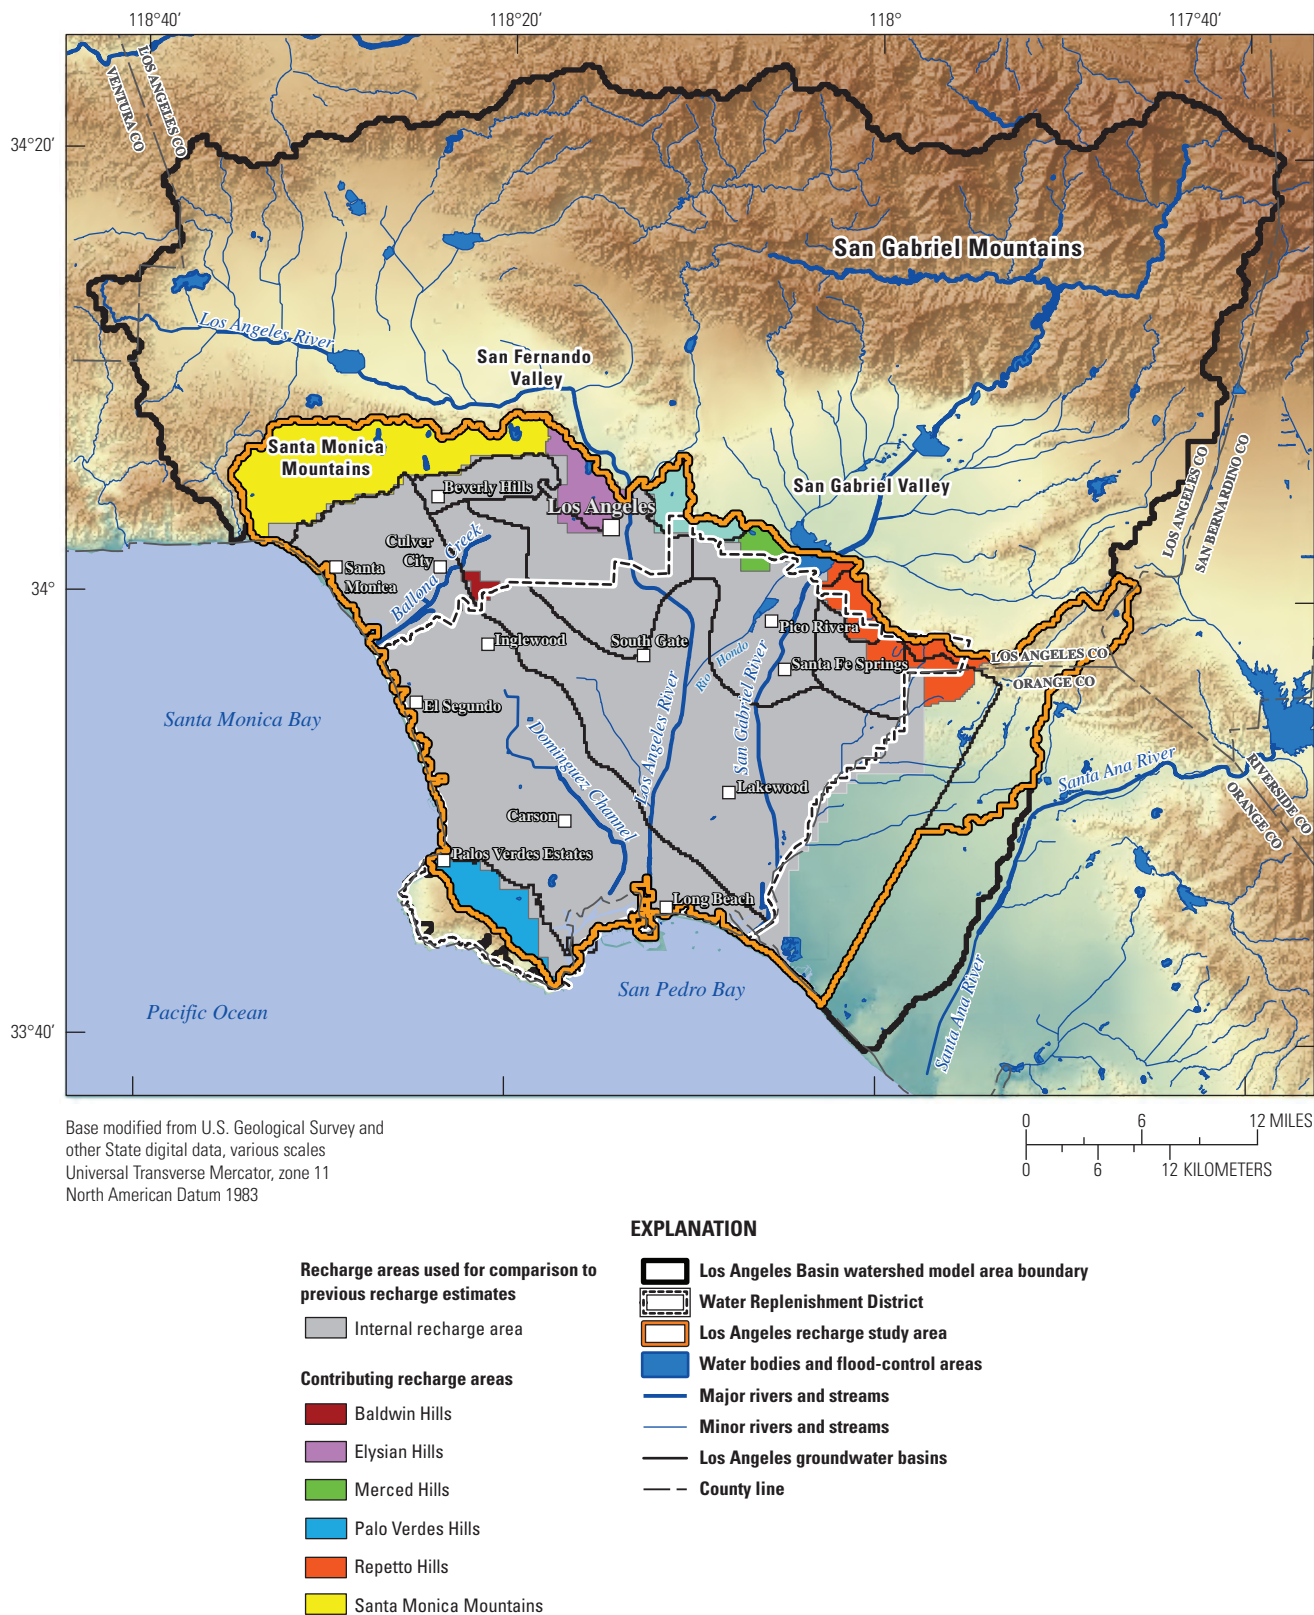 118°40′
118°20′
118°
117°40′
34°20′
34°
33°40′
LOS ANGELES CO
VENTURA CO
San Gabriel Mountains
Los Angeles River
San Fernando
Valley
Santa Monica
Mountains
Beverly Hills
Los Angeles
San Gabriel Valley
LOS ANGELES CO
SAN BERNARDINO CO
Culver
City
Ballona Creek
Santa
Monica
Inglewood
South Gate
Pico Rivera
Rio Hondo
Santa Fe Springs
LOS ANGELES CO
ORANGE CO
Santa Monica Bay
El Segundo
Dominguez Channel
Los Angeles River
San Gabriel River
Lakewood
Santa Ana River
RIVERSIDE CO
ORANGE CO
Carson
Palos Verdes Estates
Long Beach
San Pedro Bay
Pacific Ocean
Santa Ana River
Base modified from U.S. Geological Survey and
other State digital data, various scales
Universal Transverse Mercator, zone 11
North American Datum 1983
0 6 12 MILES
0 6 12 KILOMETERS
EXPLANATION
Recharge areas used for comparison to
previous recharge estimates
Internal recharge area
Contributing recharge areas
Baldwin Hills
Elysian Hills
Merced Hills
Palo Verdes Hills
Repetto Hills
Santa Monica Mountains
Los Angeles Basin watershed model area boundary
Water Replenishment District
Los Angeles recharge study area
Water bodies and flood-control areas
Major rivers and streams
Minor rivers and streams
Los Angeles groundwater basins
County line